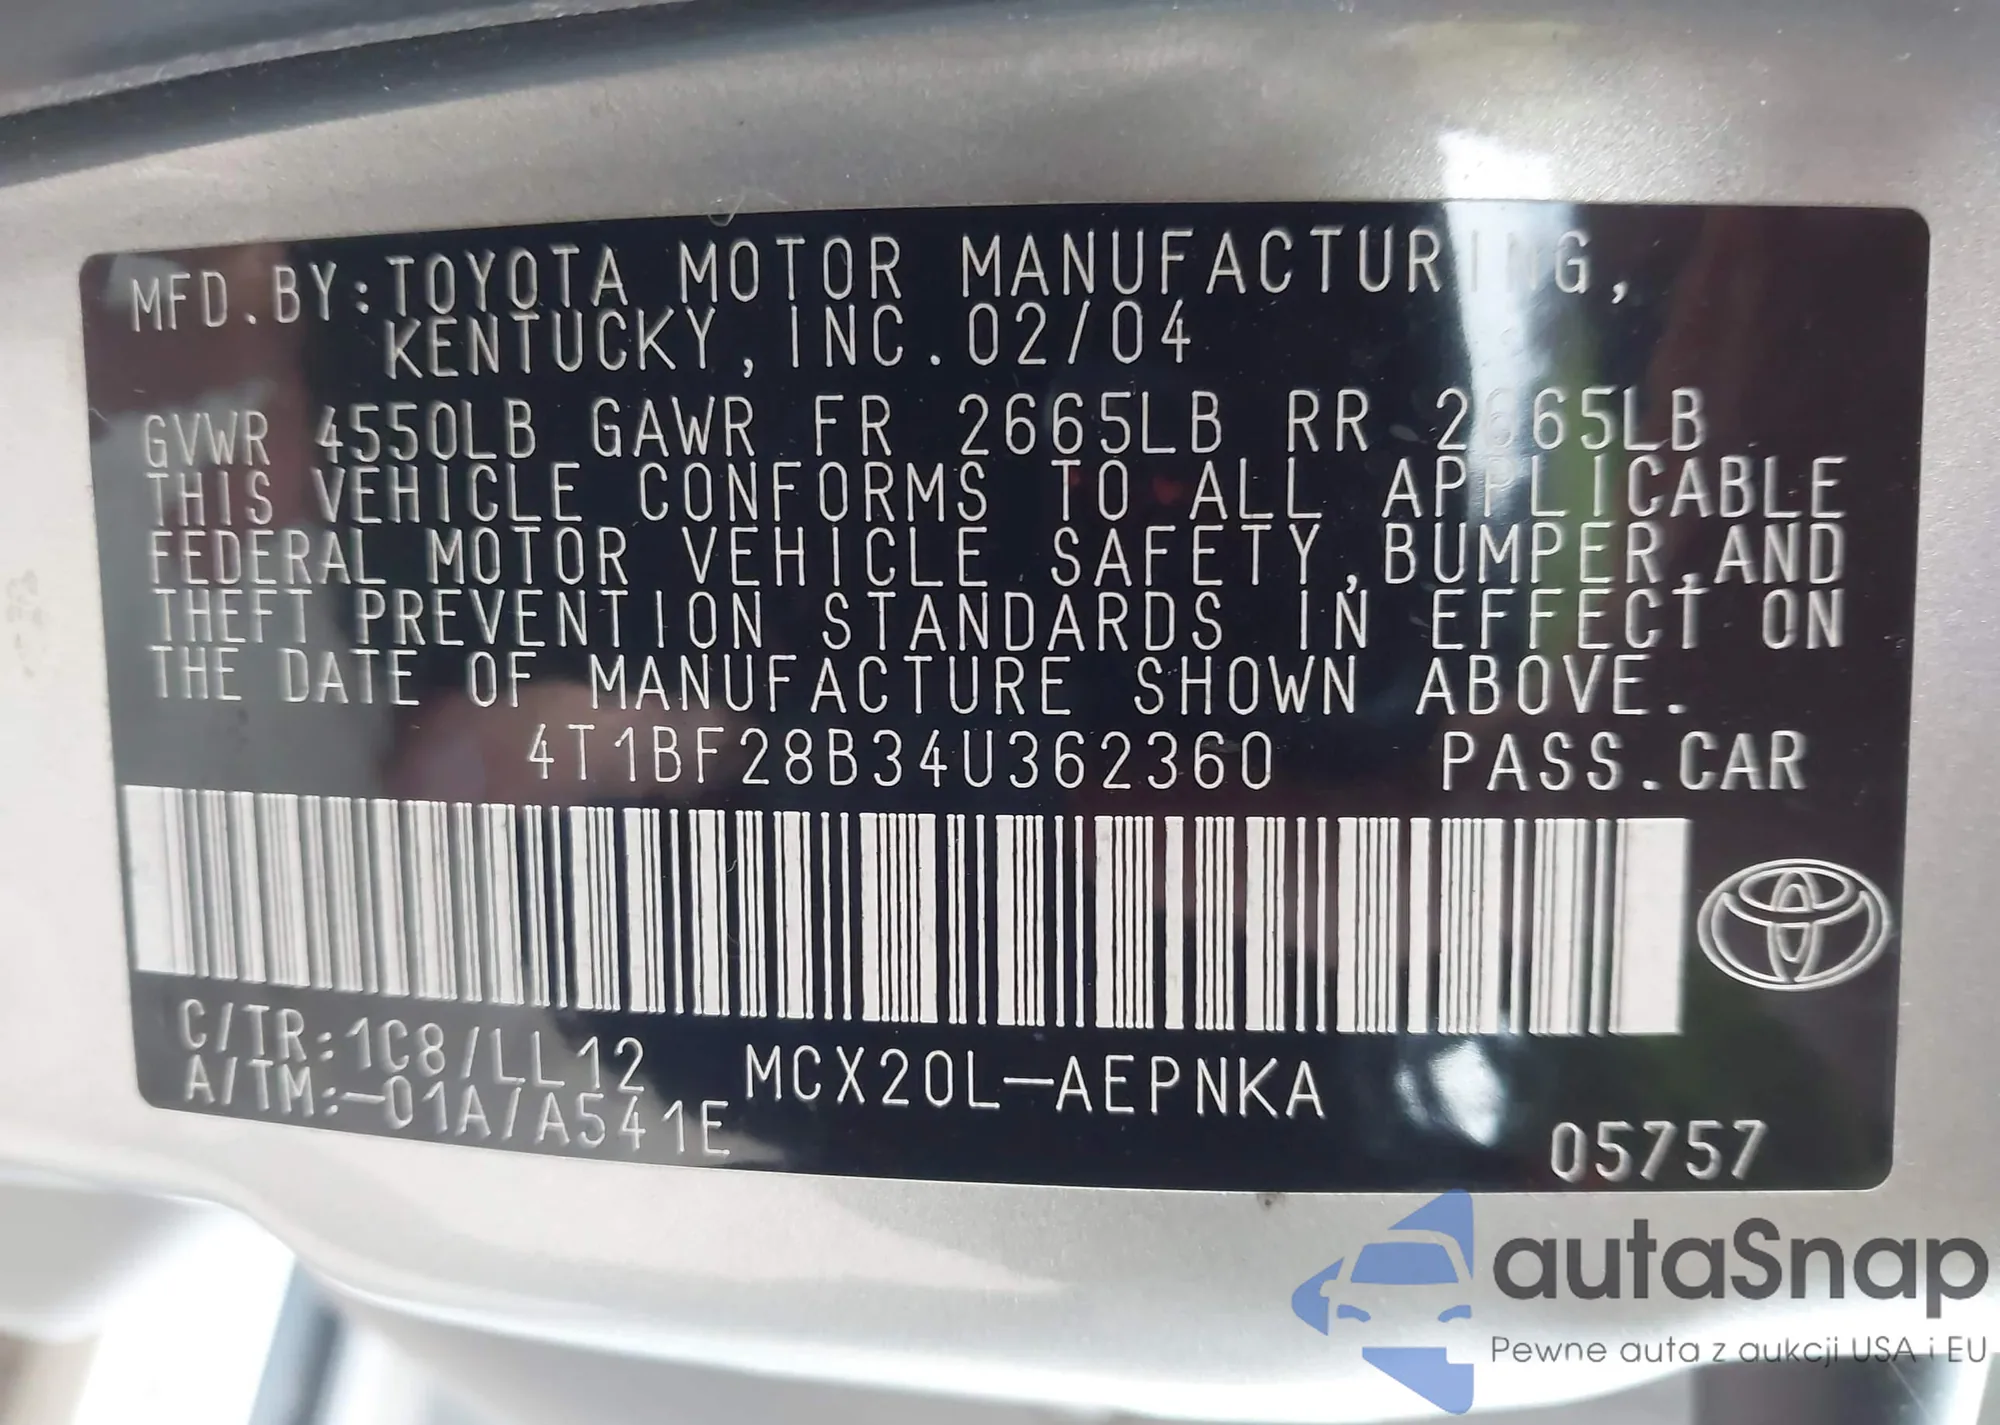 MFD.BY:TOYOTA MOTOR MANUFACTURING,
KENTUCKY,INC.02/04
GVWR 4550LB GAWR FR 2665LB RR 2665LB
THIS VEHICLE CONFORMS TO ALL APPLICABLE
FEDERAL MOTOR VEHICLE SAFETY,BUMPER,AND
THEFT PREVENTION STANDARDS IN EFFECT ON
THE DATE OF MANUFACTURE SHOWN ABOVE.
4T1BF28B34U362360 PASS.CAR
C/TR:1C8/LL12 MCX20L-AEPNKA
A/TM:-01A/A541E
05757
autaSnap
Pewne auta z aukcji USA i EU